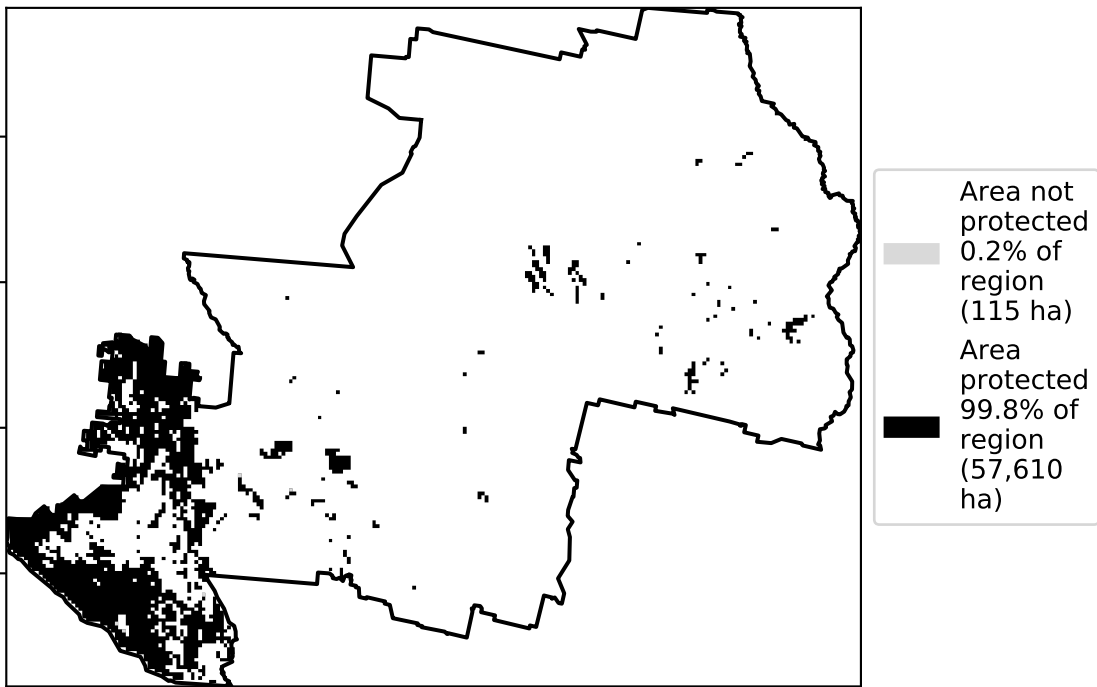 Area not
protected
0.2% of
region
(115 ha)
Area
protected
99.8% of
region
(57,610
ha)